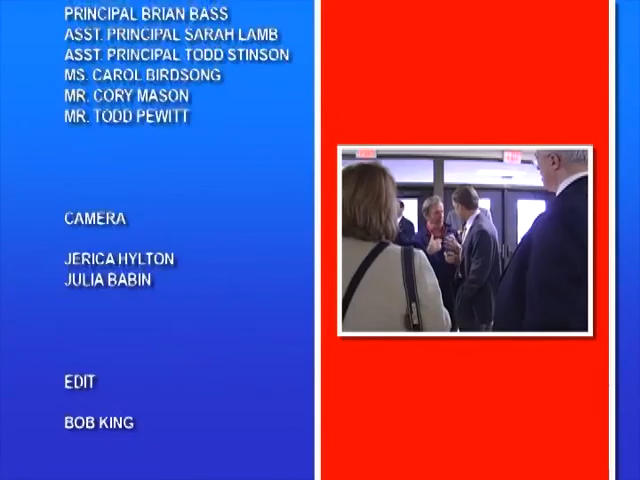 PRINCIPAL BRIAN BASS
ASST. PRINCIPAL SARAH LAMB
ASST. PRINCIPAL TODD STINSON
MS. CAROL BIRDSONG
MR. CORY MASON
MR. TODD PEWITT
CAMERA
JERICA HYLTON
JULIA BABIN
EDIT
BOB KING